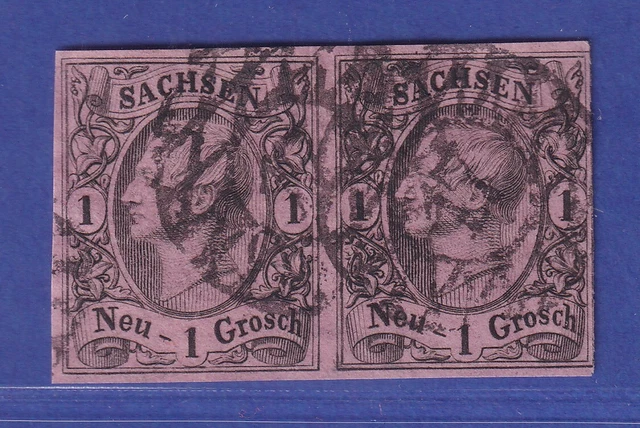 SACHSEN
1 1
Neu - 1 Grosch
SACHSEN
1 1
Neu - 1 Grosch